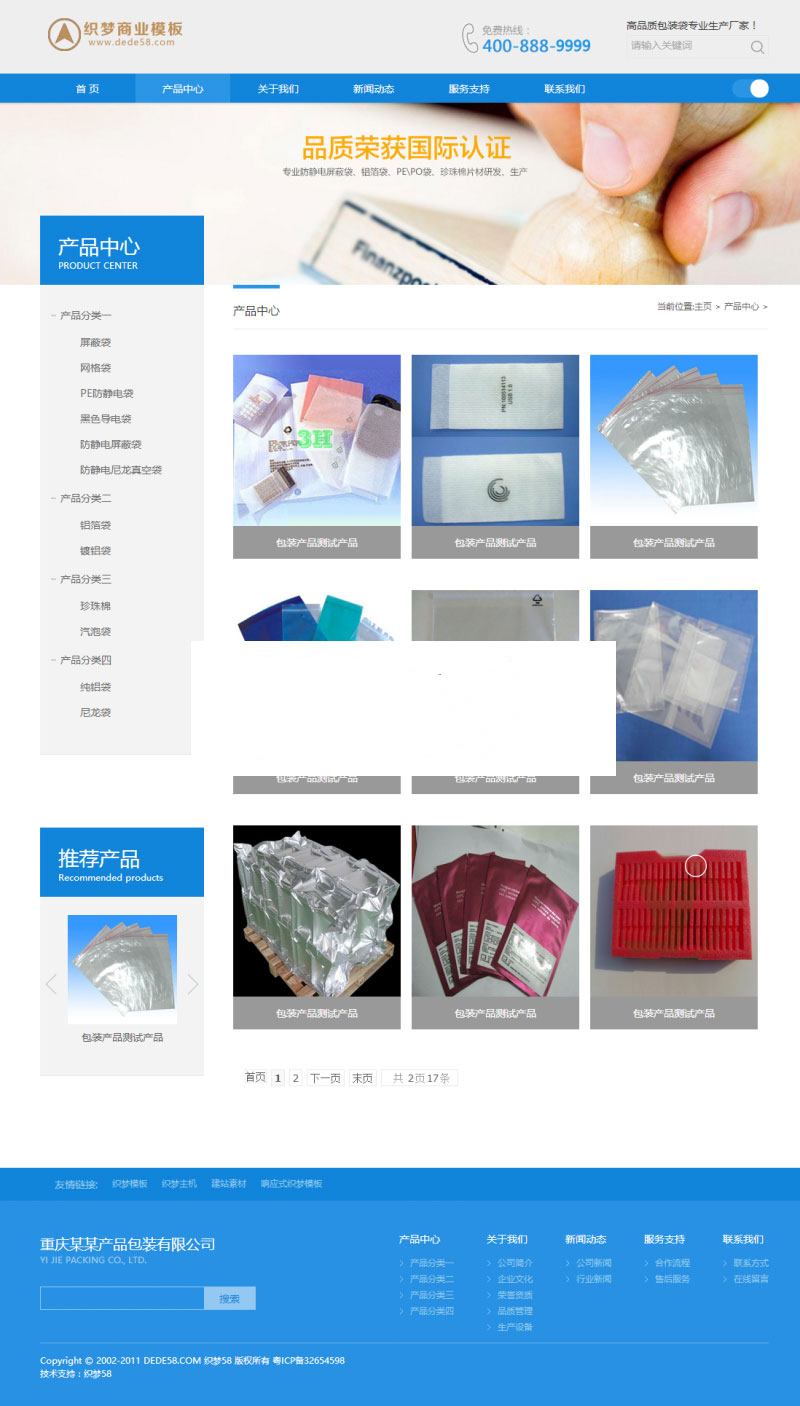 织梦商业模板
www.dede58.com
免费热线：
400-888-9999
高品质包装袋专业生产厂家！
请输入关键词
首 页 产品中心 关于我们 新闻动态 服务支持 联系我们
品质荣获国际认证
专业防静电屏蔽袋、铝箔袋、PE\PO袋、珍珠棉片材研发、生产
Finanzpo
产品中心
PRODUCT CENTER
产品中心
当前位置:主页 > 产品中心 >
产品分类一
屏蔽袋
网格袋
PE防静电袋
黑色导电袋
防静电屏蔽袋
防静电尼龙真空袋
产品分类二
铝箔袋
镀铝袋
产品分类三
珍珠棉
汽泡袋
产品分类四
纯铝袋
尼龙袋
3H
包装产品测试产品 包装产品测试产品 包装产品测试产品
包装产品测试产品 包装产品测试产品 包装产品测试产品
包装产品测试产品 包装产品测试产品 包装产品测试产品
推荐产品
Recommended products
包装产品测试产品
首页 1 2 下一页 末页 共 2页17条
友情链接: 织梦模板 织梦主机 建站素材 响应式织梦模板
重庆某某产品包装有限公司
YI JIE PACKING CO., LTD.
搜索
产品中心
> 产品分类一
> 产品分类二
> 产品分类三
> 产品分类四
关于我们
> 公司简介
> 企业文化
> 荣誉资质
> 品质管理
> 生产设备
新闻动态
> 公司新闻
> 行业新闻
服务支持
> 合作流程
> 售后服务
联系我们
> 联系方式
> 在线留言
Copyright © 2002-2011 DEDE58.COM 织梦58 版权所有 粤ICP备32654598
技术支持：织梦58